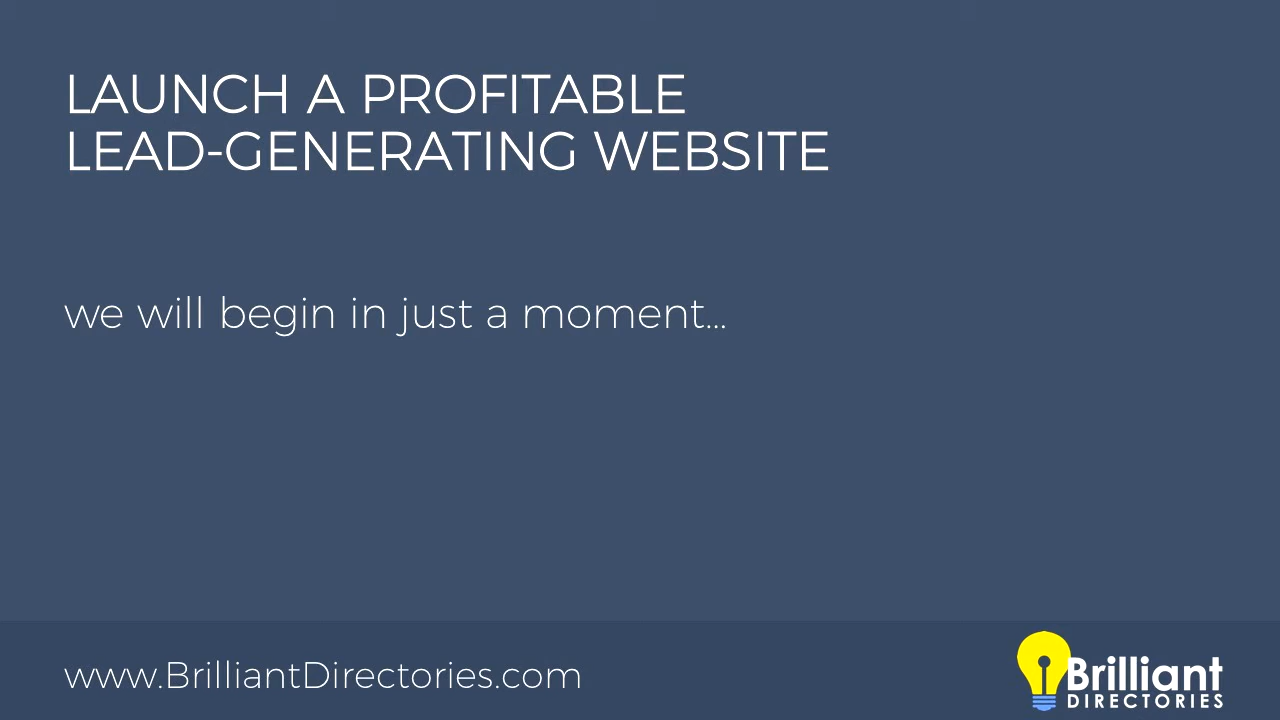 LAUNCH A PROFITABLE
LEAD-GENERATING WEBSITE
we will begin in just a moment...
www.BrilliantDirectories.com
Brilliant
DIRECTORIES